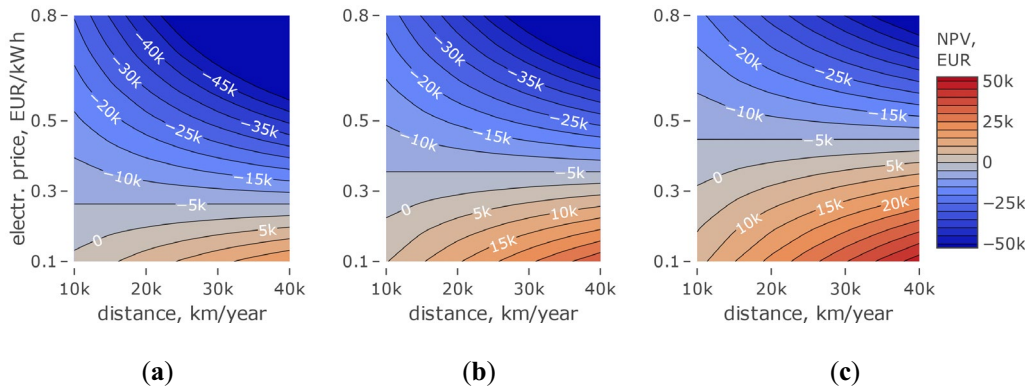 electr. price, EUR/kWh
0.8
0.5
0.3
0.1
−40k
−30k
−45k
−20k
−35k
−25k
−10k
−15k
−5k
0
5k
10k
20k
30k
40k
distance, km/year
(a)
0.8
0.5
0.3
0.1
−30k
−20k
−35k
−25k
−10k
−15k
−5k
0
5k
10k
15k
10k
20k
30k
40k
distance, km/year
(b)
0.8
0.5
0.3
0.1
−20k
−25k
−10k
−15k
−5k
0
5k
10k
15k
20k
10k
20k
30k
40k
distance, km/year
(c)
NPV,
EUR
50k
25k
0
−25k
−50k